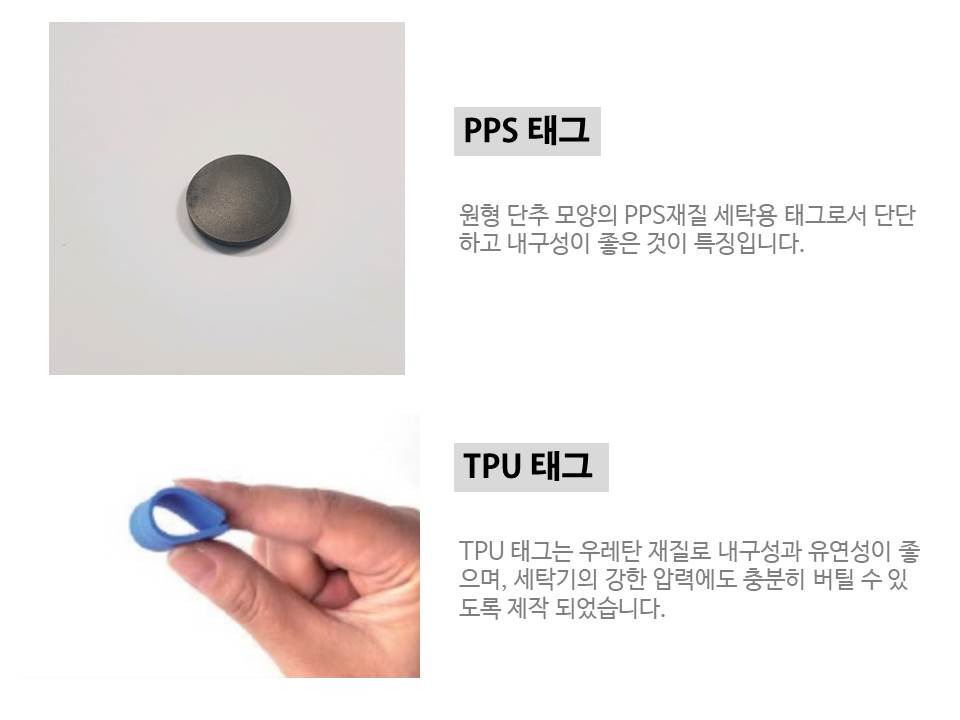 PPS 태그
원형 단추 모양의 PPS재질 세탁용 태그로서 단단
하고 내구성이 좋은 것이 특징입니다.
TPU 태그
TPU 태그는 우레탄 재질로 내구성과 유연성이 좋
으며, 세탁기의 강한 압력에도 충분히 버틸 수 있
도록 제작 되었습니다.